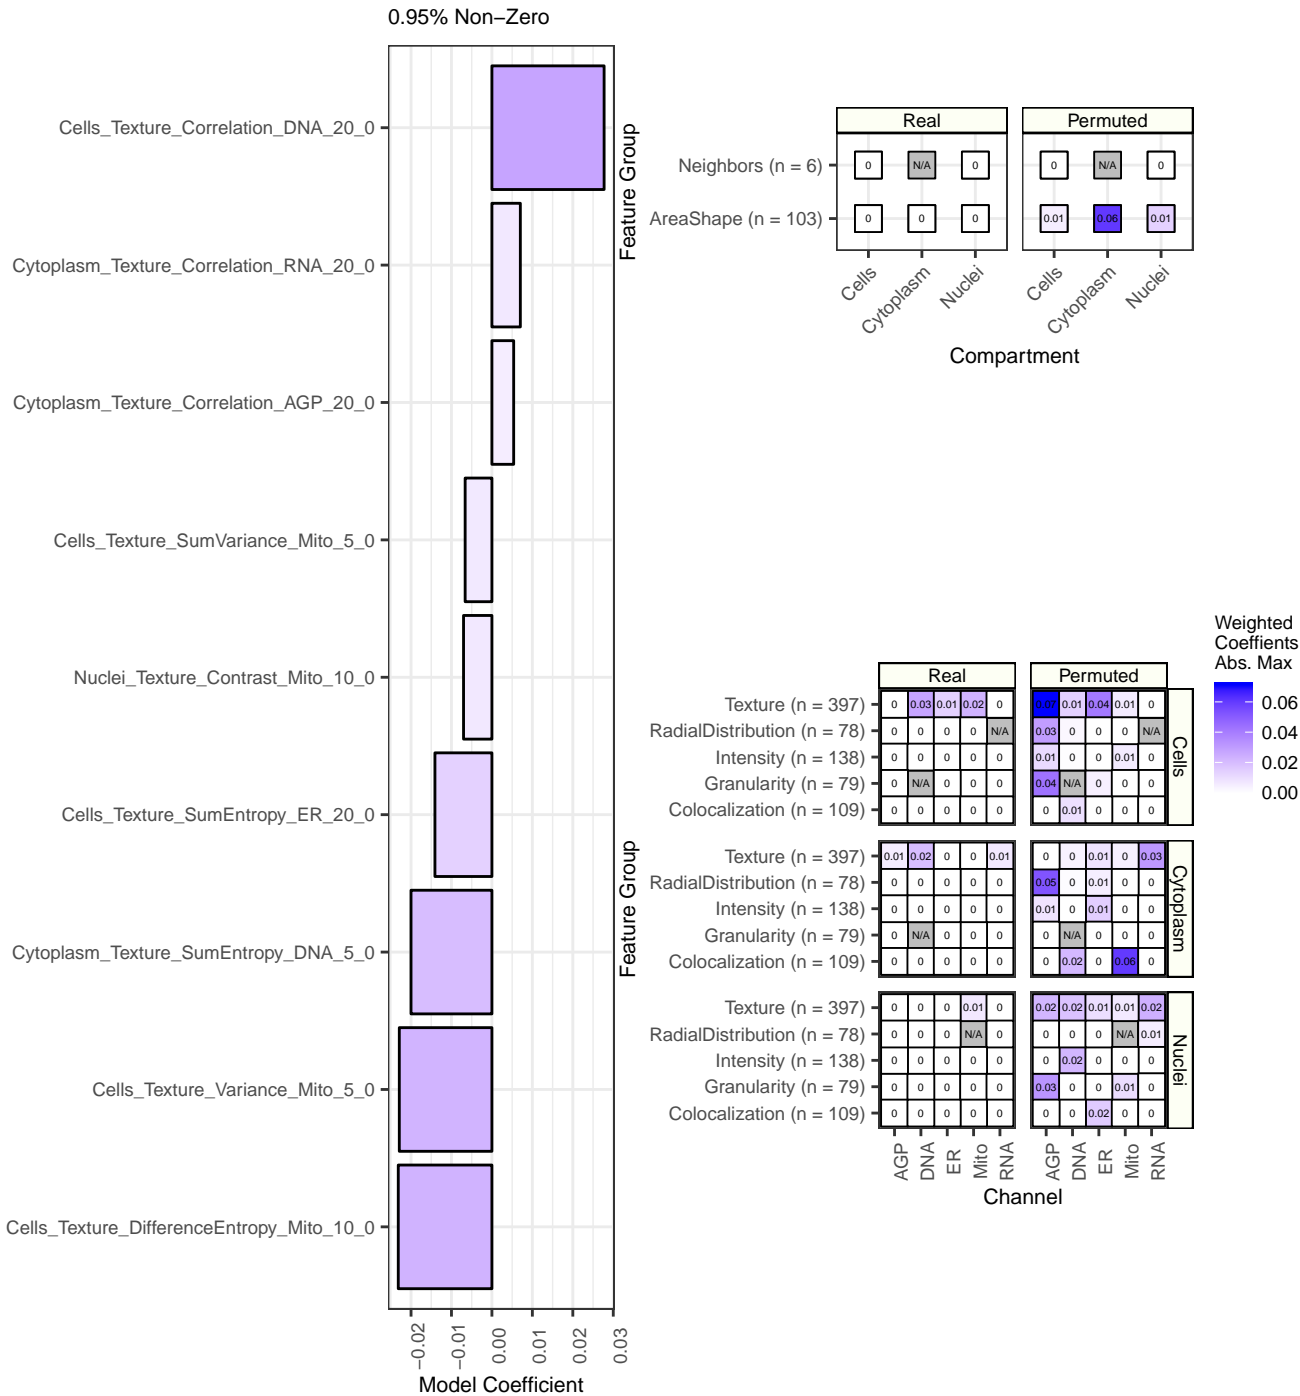 0.95% Non−Zero
Cells_Texture_Correlation_DNA_20_0
Cytoplasm_Texture_Correlation_RNA_20_0
Cytoplasm_Texture_Correlation_AGP_20_0
Cells_Texture_SumVariance_Mito_5_0
Nuclei_Texture_Contrast_Mito_10_0
Cells_Texture_SumEntropy_ER_20_0
Cytoplasm_Texture_SumEntropy_DNA_5_0
Cells_Texture_Variance_Mito_5_0
Cells_Texture_DifferenceEntropy_Mito_10_0
−0.02 −0.01 0.00 0.01 0.02 0.03
Model Coefficient
Feature Group
Real Permuted
Neighbors (n = 6) 0 N/A 0 0 N/A 0
AreaShape (n = 103) 0 0 0 0.01 0.06 0.01
Cells Cytoplasm Nuclei Cells Cytoplasm Nuclei
Compartment
Feature Group
Real Permuted
Texture (n = 397) 0 0.03 0.01 0.02 0 0.07 0.01 0.04 0.01 0
RadialDistribution (n = 78) 0 0 0 0 N/A 0.03 0 0 0 N/A
Intensity (n = 138) 0 0 0 0 0 0.01 0 0 0.01 0
Granularity (n = 79) 0 N/A 0 0 0 0.04 N/A 0 0 0
Colocalization (n = 109) 0 0 0 0 0 0 0.01 0 0 0
Cells
Texture (n = 397) 0.01 0.02 0 0 0.01 0 0 0.01 0 0.03
RadialDistribution (n = 78) 0 0 0 0 0 0.05 0 0.01 0 0
Intensity (n = 138) 0 0 0 0 0 0.01 0 0.01 0 0
Granularity (n = 79) 0 N/A 0 0 0 0 N/A 0 0 0
Colocalization (n = 109) 0 0 0 0 0 0 0.02 0 0.06 0
Cytoplasm
Texture (n = 397) 0 0 0 0.01 0 0.02 0.02 0.01 0.01 0.02
RadialDistribution (n = 78) 0 0 0 N/A 0 0 0 0 N/A 0.01
Intensity (n = 138) 0 0 0 0 0 0 0.02 0 0 0
Granularity (n = 79) 0 0 0 0 0 0.03 0 0 0.01 0
Colocalization (n = 109) 0 0 0 0 0 0 0 0.02 0 0
Nuclei
AGP DNA ER Mito RNA AGP DNA ER Mito RNA
Channel
Weighted
Coeffients
Abs. Max
0.06
0.04
0.02
0.00